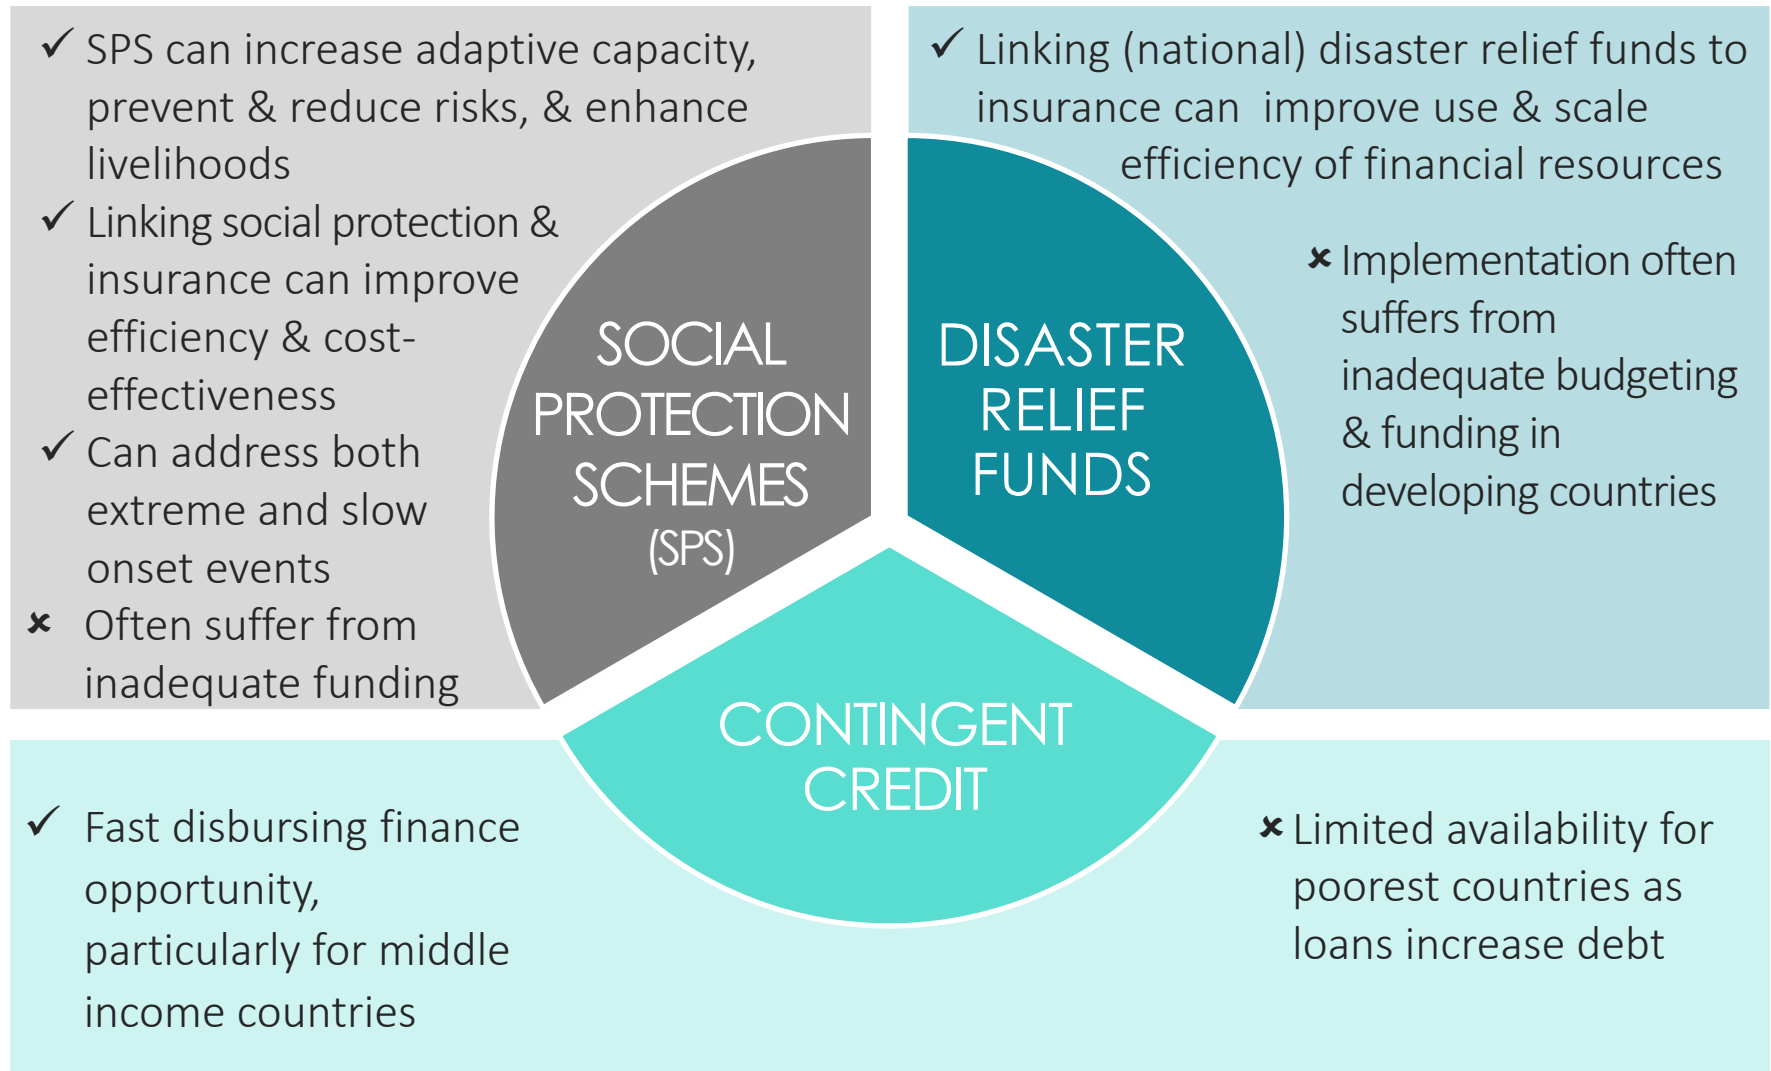 ✓ SPS can increase adaptive capacity,
prevent & reduce risks, & enhance
livelihoods
✓ Linking social protection &
insurance can improve
efficiency & cost-
effectiveness
✓ Can address both
extreme and slow
onset events
✖ Often suffer from
inadequate funding
SOCIAL
PROTECTION
SCHEMES
(SPS)
✓ Linking (national) disaster relief funds to
insurance can improve use & scale
efficiency of financial resources
✖ Implementation often
suffers from
inadequate budgeting
& funding in
developing countries
DISASTER
RELIEF
FUNDS
CONTINGENT
CREDIT
✓ Fast disbursing finance
opportunity,
particularly for middle
income countries
✖ Limited availability for
poorest countries as
loans increase debt